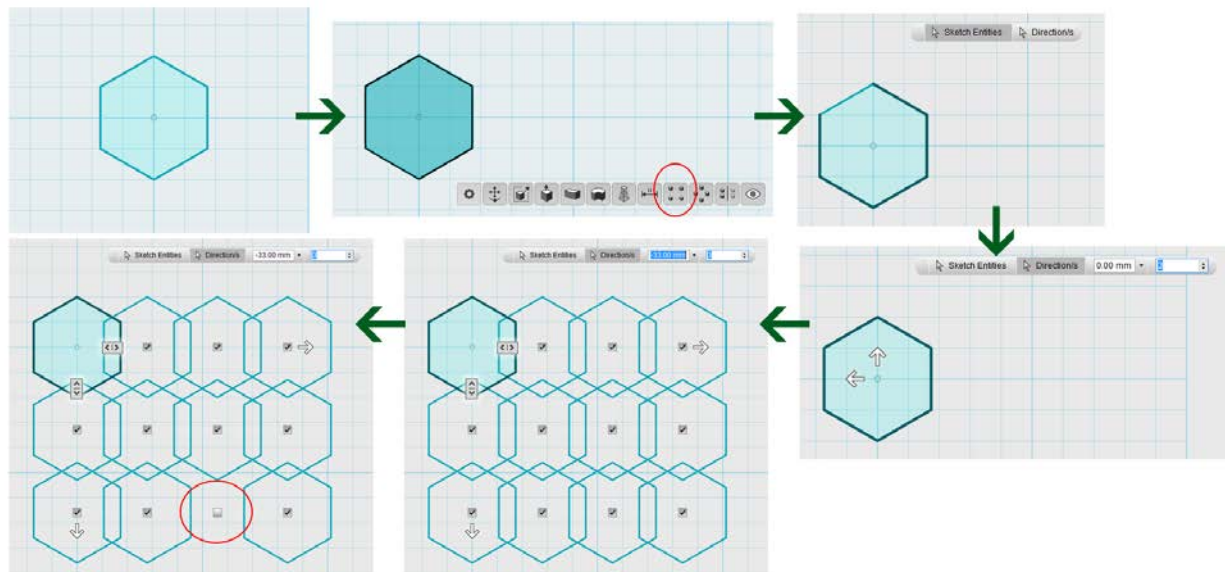 Sketch Entities Direction/s
Sketch Entities Direction/s 0.00 mm
Sketch Entities Direction/s -33.00 mm
Sketch Entities Direction/s -33.00 mm